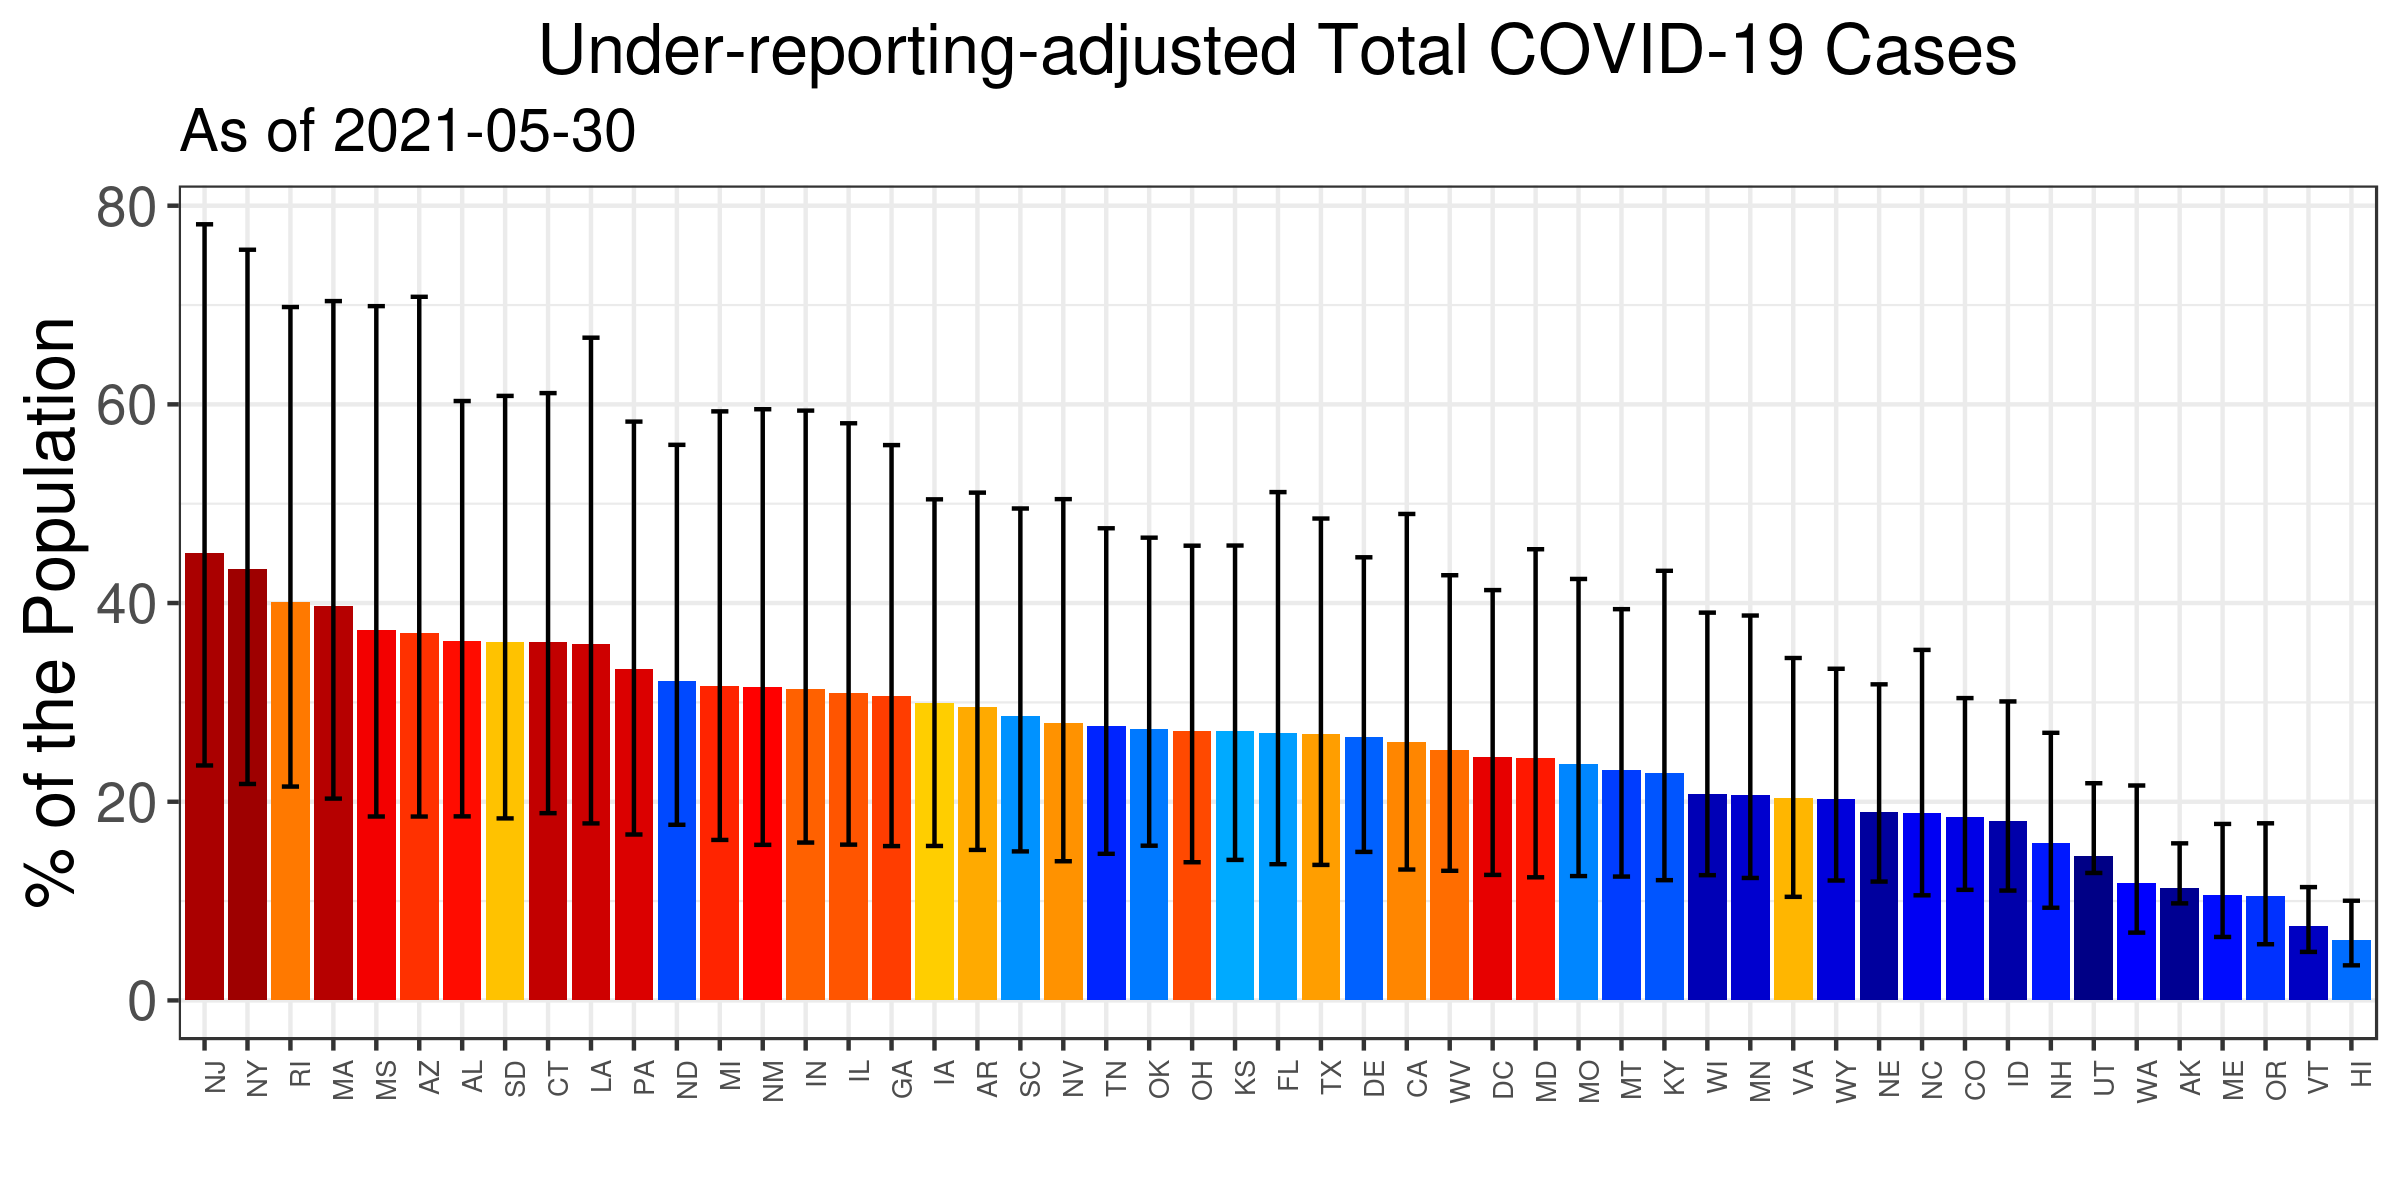 Under-reporting-adjusted Total COVID-19 Cases
As of 2021-05-30
% of the Population
80
60
40
20
0
NJ NY RI MA MS AZ AL SD CT LA PA ND MI NM IN IL GA IA AR SC NV TN OK OH KS FL TX DE CA WV DC MD MO MT KY WI MN VA WY NE NC CO ID NH UT WA AK ME OR VT HI